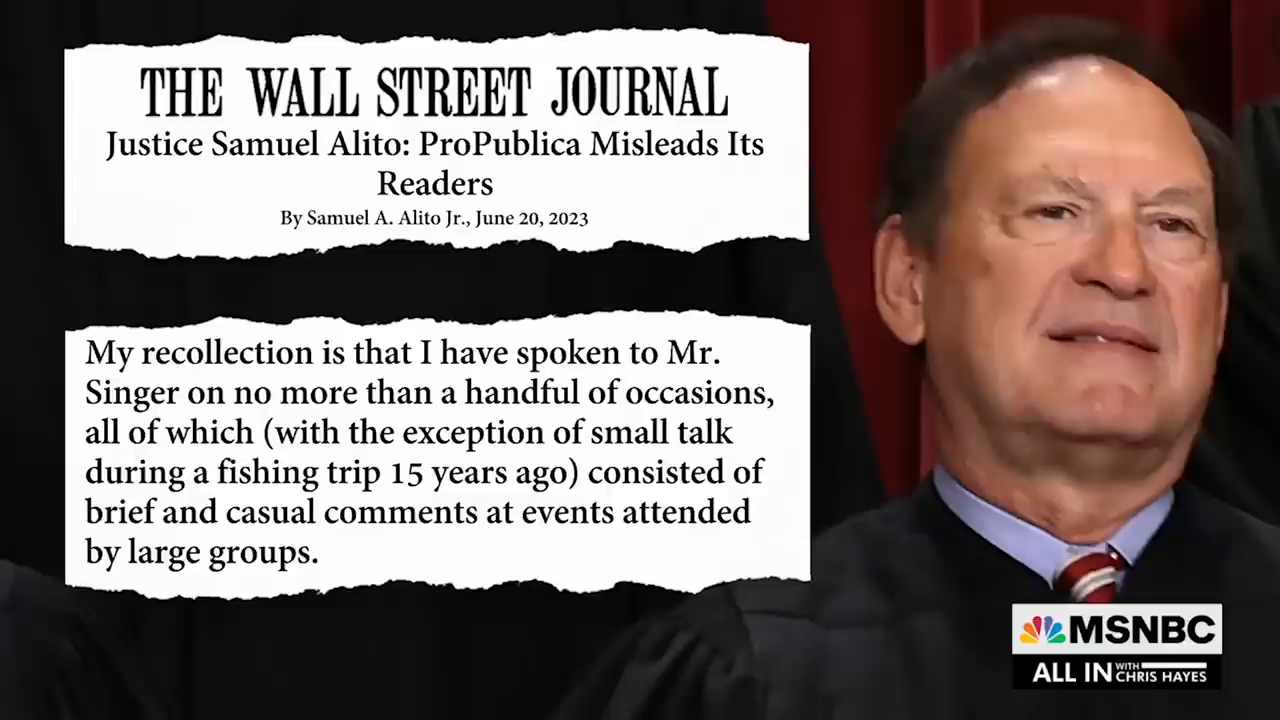 THE WALL STREET JOURNAL
Justice Samuel Alito: ProPublica Misleads Its
Readers
By Samuel A. Alito Jr., June 20, 2023
My recollection is that I have spoken to Mr.
Singer on no more than a handful of occasions,
all of which (with the exception of small talk
during a fishing trip 15 years ago) consisted of
brief and casual comments at events attended
by large groups.
MSNBC
ALL IN WITH CHRIS HAYES